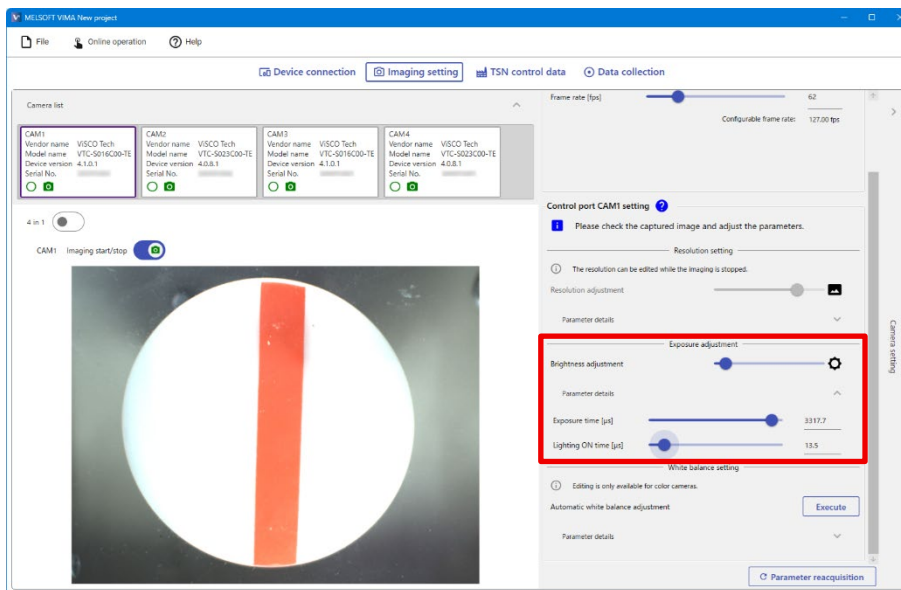 MELSOFT VIMA New project
File Online operation Help
Device connection Imaging setting TSN control data Data collection
Camera list
CAM1
Vendor name ViSCO Tech
Model name VTC-S016C00-TE
Device version 4.1.0.1
Serial No.
CAM2
Vendor name ViSCO Tech
Model name VTC-S023C00-TE
Device version 4.0.8.1
Serial No.
CAM3
Vendor name ViSCO Tech
Model name VTC-S016C00-TE
Device version 4.1.0.1
Serial No.
CAM4
Vendor name ViSCO Tech
Model name VTC-S023C00-TE
Device version 4.0.8.1
Serial No.
4 in 1
CAM1 Imaging start/stop
Frame rate [fps] 62
Configurable frame rate: 127.00 fps
Control port CAM1 setting
Please check the captured image and adjust the parameters.
Resolution setting
The resolution can be edited while the imaging is stopped.
Resolution adjustment
Parameter details
Exposure adjustment
Brightness adjustment
Parameter details
Exposure time [μs] 3317.7
Lighting ON time [μs] 13.5
White balance setting
Editing is only available for color cameras.
Automatic white balance adjustment Execute
Parameter details
Parameter reacquisition
Camera setting